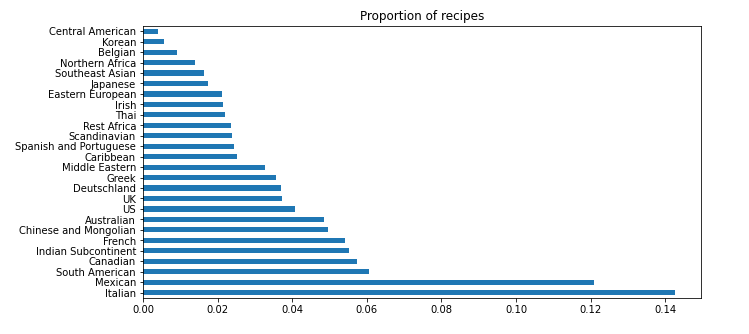 Proportion of recipes
Central American
Korean
Belgian
Northern Africa
Southeast Asian
Japanese
Eastern European
Irish
Thai
Rest Africa
Scandinavian
Spanish and Portuguese
Caribbean
Middle Eastern
Greek
Deutschland
UK
US
Australian
Chinese and Mongolian
French
Indian Subcontinent
Canadian
South American
Mexican
Italian
0.00 0.02 0.04 0.06 0.08 0.10 0.12 0.14